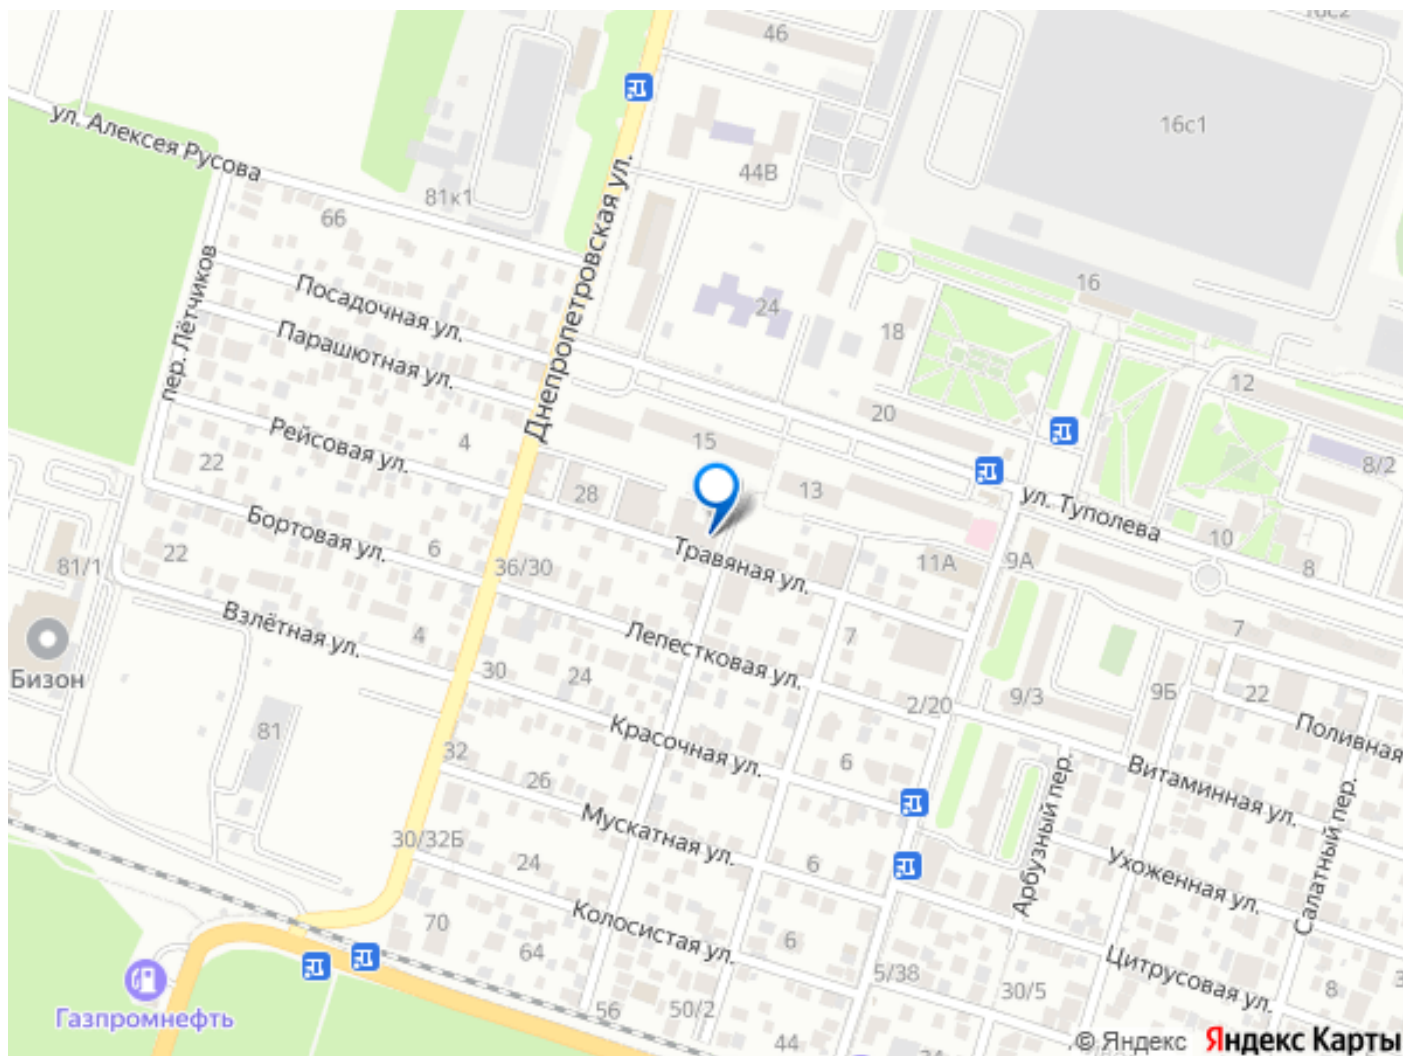 46
16с1
ул. Алексея Русова
44В
81к1
66
Днепропетровская ул.
пер. Лётчиков
Посадочная ул.
24
16
18
Парашютная ул.
12
20
Рейсовая ул.
4
15
22
8/2
28
13
ул. Туполева
Бортовая ул.
6
10
22
81/1
36/30
Травяная ул.
11А
9А
8
Взлётная ул.
4
Лепестковая ул.
7
7
Бизон
30
24
2/20
9/3
9Б
22
Поливная
81
Красочная ул.
32
6
26
Витаминная ул.
Арбузный пер.
Салатный пер.
Мускатная ул.
30/32Б
24
6
Ухоженная ул.
Колосистая ул.
70
64
6
5/38
Цитрусовая ул.
30/5
8
56
50/2
44
Газпромнефть
© Яндекс Яндекс Карты